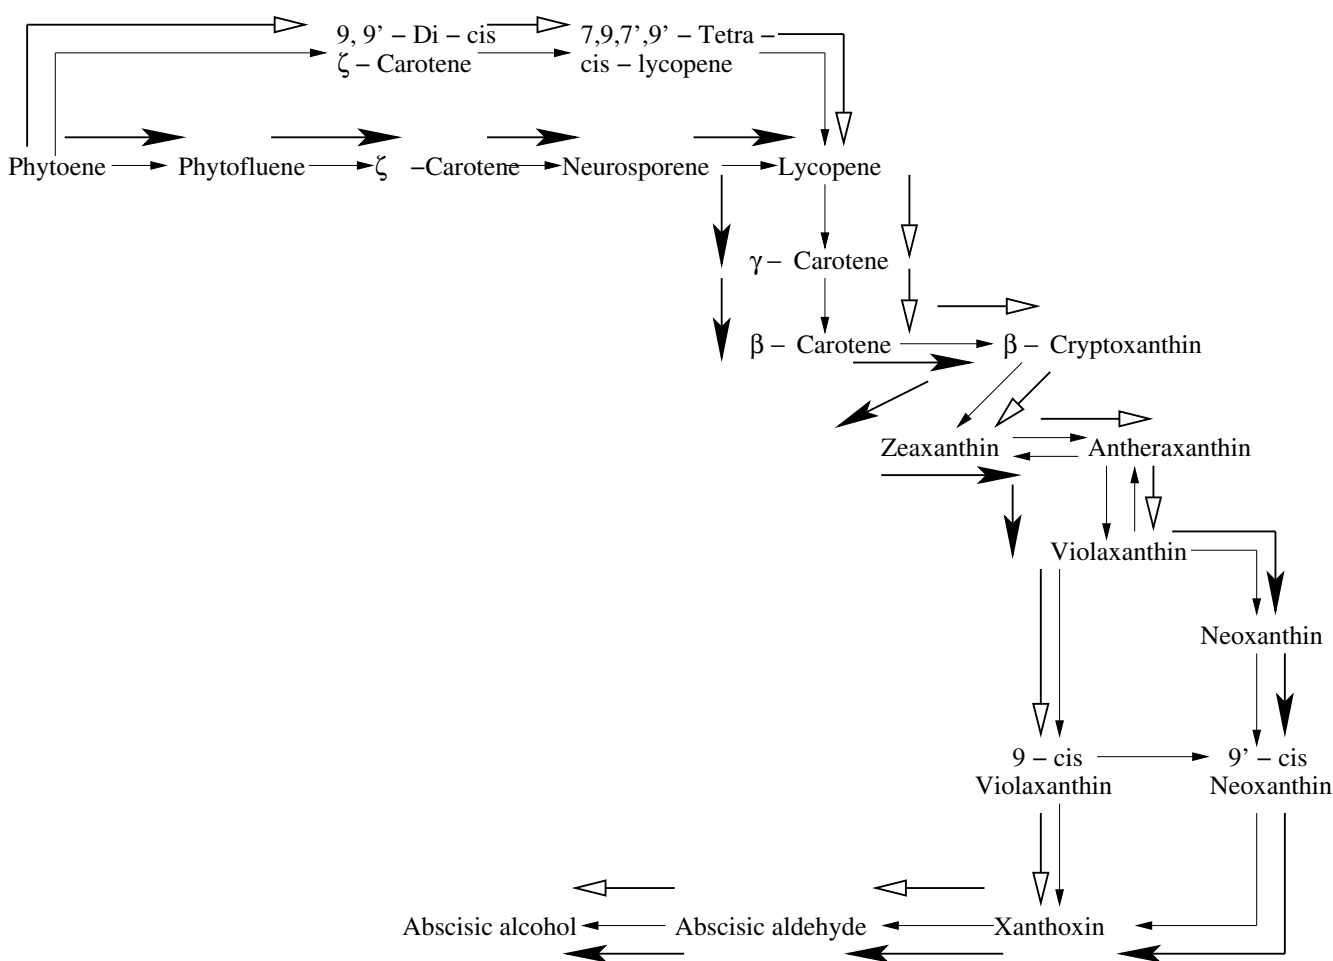 9, 9’ – Di – cis
ζ – Carotene
7,9,7’,9’ – Tetra –
cis – lycopene
Phytoene
Phytofluene
ζ –Carotene
Neurosporene
Lycopene
γ – Carotene
β – Carotene
β – Cryptoxanthin
Zeaxanthin
Antheraxanthin
Violaxanthin
Neoxanthin
9 – cis
Violaxanthin
9’ – cis
Neoxanthin
Abscisic alcohol
Abscisic aldehyde
Xanthoxin